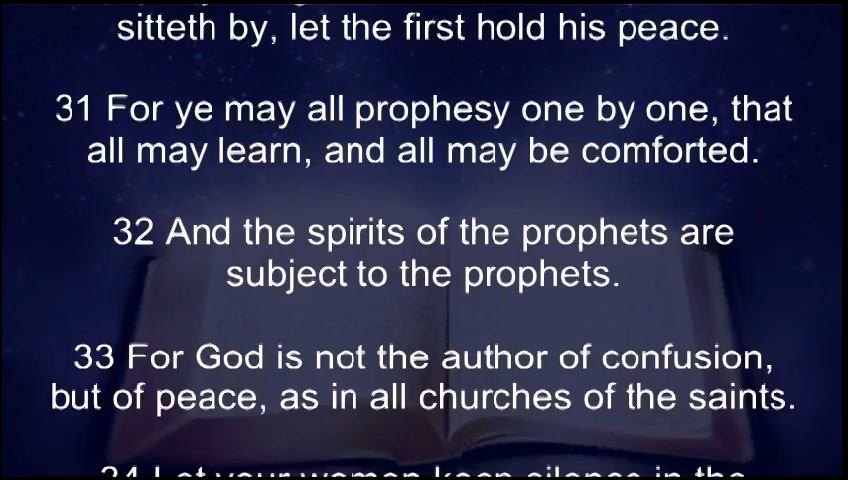 sitteth by, let the first hold his peace.
31 For ye may all prophesy one by one, that
all may learn, and all may be comforted.
32 And the spirits of the prophets are
subject to the prophets.
33 For God is not the author of confusion,
but of peace, as in all churches of the saints.
34 Let your women keep silence in the